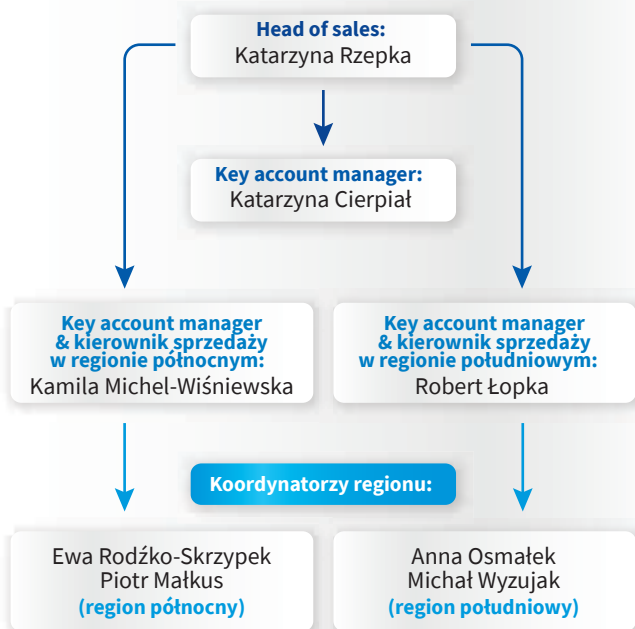 Head of sales:
Katarzyna Rzepka
Key account manager:
Katarzyna Cierpiał
Key account manager
& kierownik sprzedaży
w regionie północnym:
Kamila Michel-Wiśniewska
Key account manager
& kierownik sprzedaży
w regionie południowym:
Robert Łopka
Koordynatorzy regionu:
Ewa Rodźko-Skrzypek
Piotr Małkus
(region północny)
Anna Osmałek
Michał Wyzujak
(region południowy)